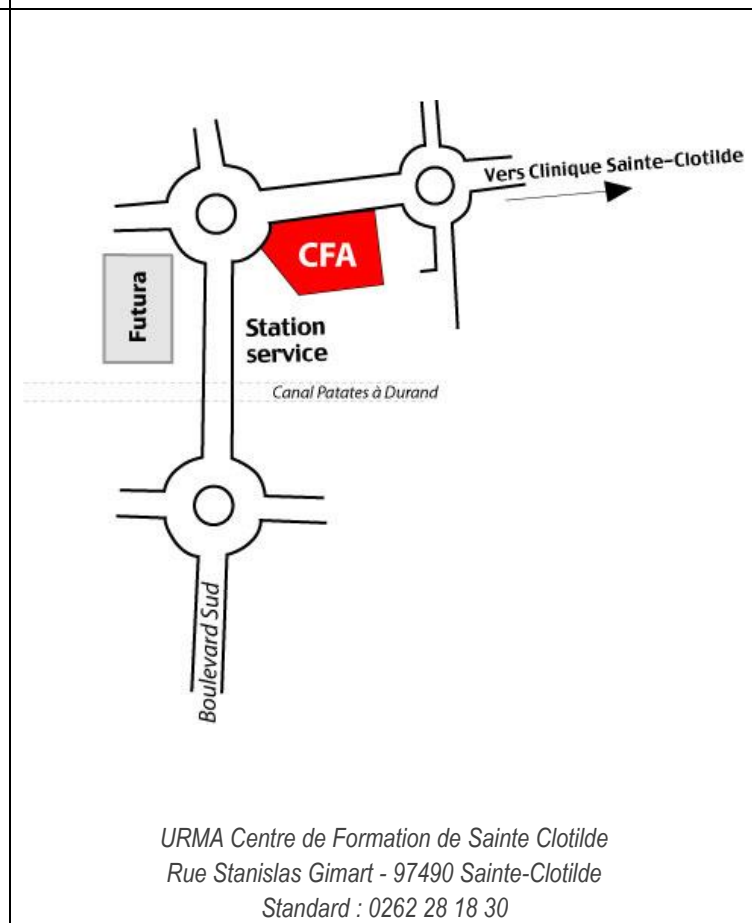 Vers Clinique Sainte-Clotilde
CFA
Futura
Station
service
Canal Patates à Durand
Boulevard Sud
URMA Centre de Formation de Sainte Clotilde
Rue Stanislas Gimart - 97490 Sainte-Clotilde
Standard : 0262 28 18 30